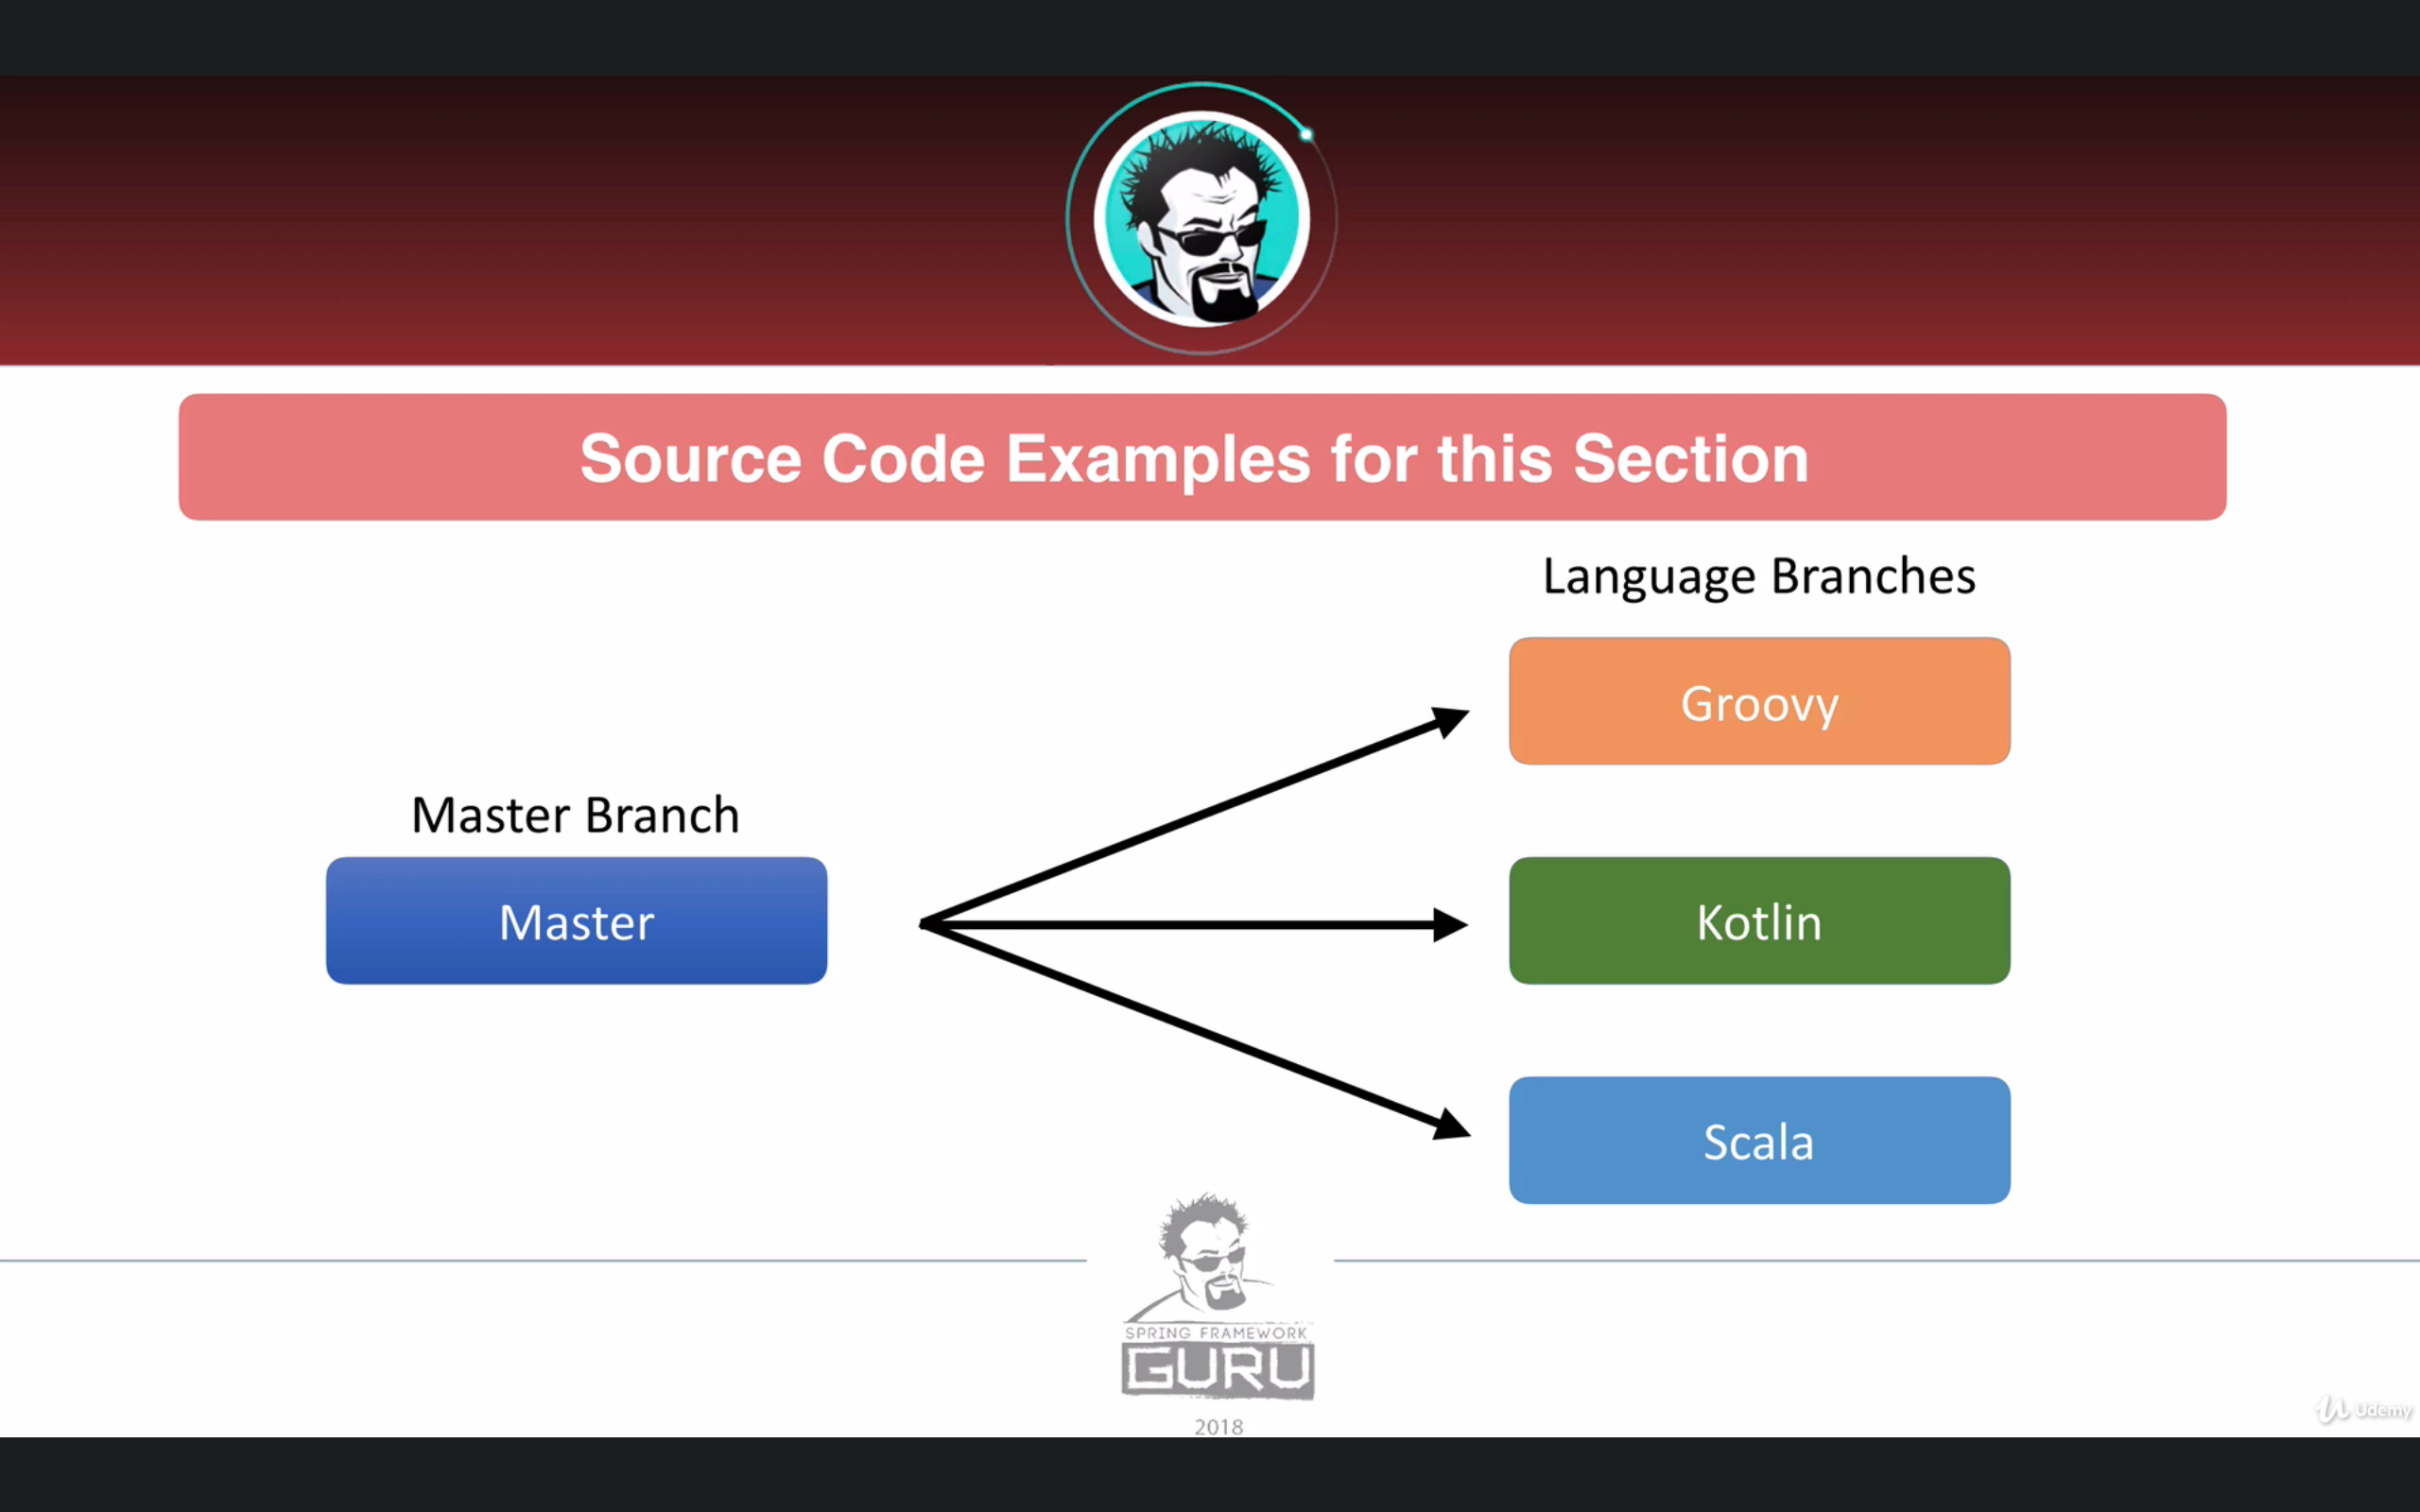 Source Code Examples for this Section
Language Branches
Groovy
Master Branch
Master
Kotlin
Scala
SPRING FRAMEWORK
GURU
2018
Udemy